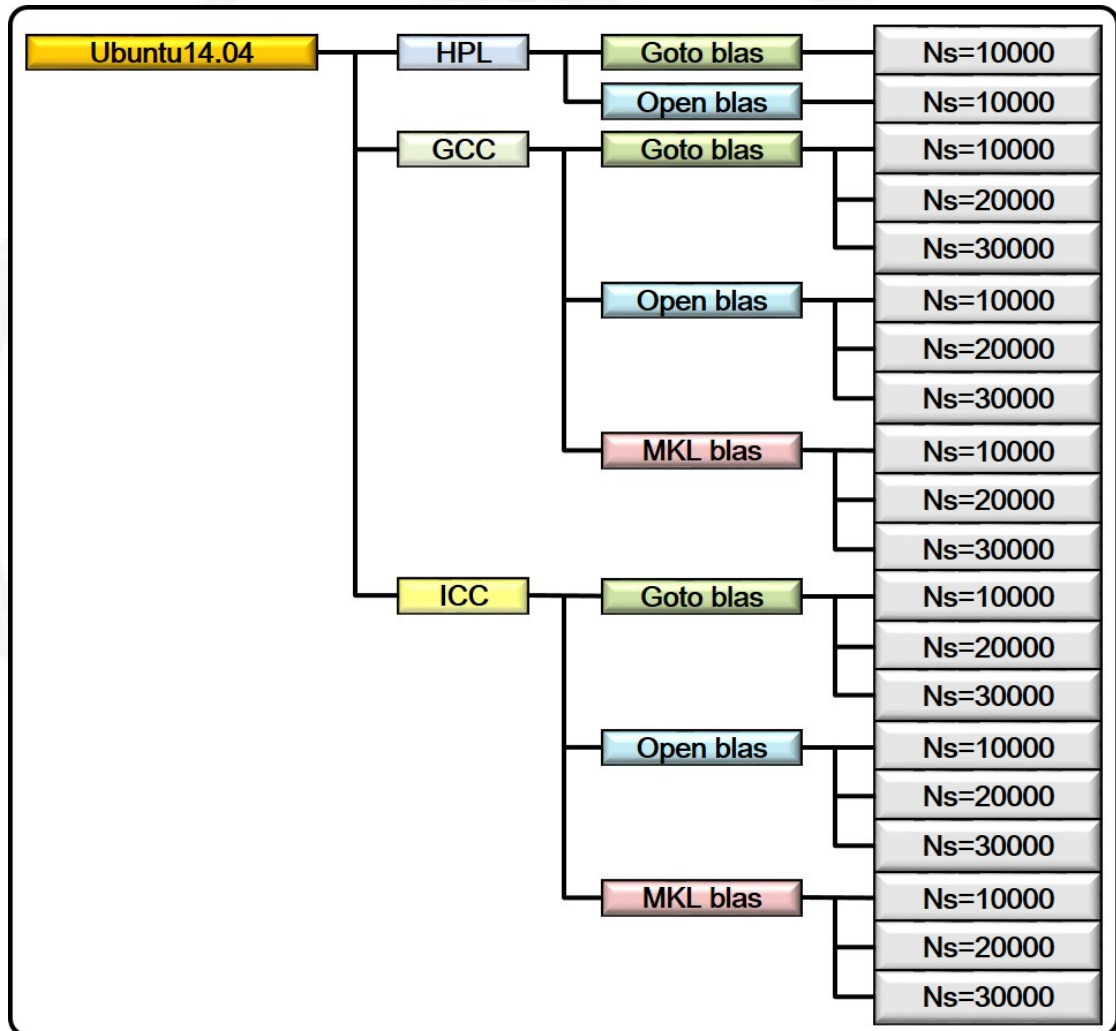 Ubuntu14.04
HPL
Goto blas
Ns=10000
Open blas
Ns=10000
GCC
Goto blas
Ns=10000
Ns=20000
Ns=30000
Open blas
Ns=10000
Ns=20000
Ns=30000
MKL blas
Ns=10000
Ns=20000
Ns=30000
ICC
Goto blas
Ns=10000
Ns=20000
Ns=30000
Open blas
Ns=10000
Ns=20000
Ns=30000
MKL blas
Ns=10000
Ns=20000
Ns=30000